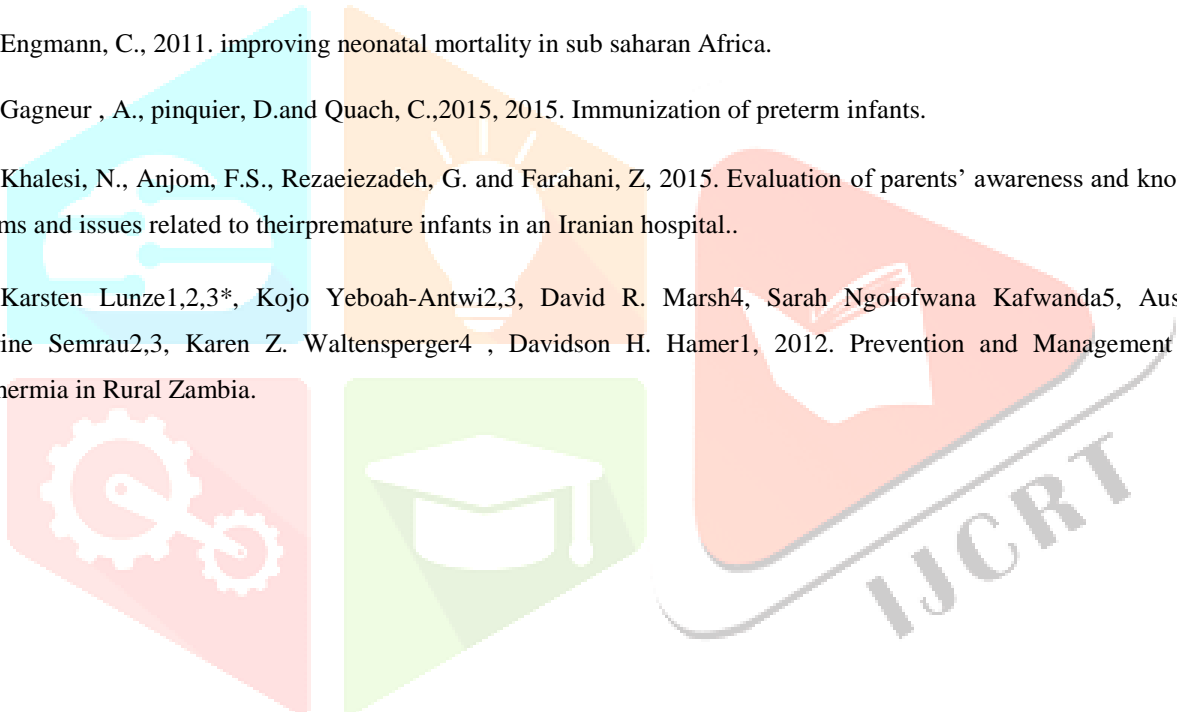 Engmann, C., 2011. improving neonatal mortality in sub saharan Africa.
Gagneur , A., pinquier, D.and Quach, C.,2015, 2015. Immunization of preterm infants.
Khalesi, N., Anjom, F.S., Rezaeiezadeh, G. and Farahani, Z, 2015. Evaluation of parents’ awareness and kno
ms and issues related to theirpremature infants in an Iranian hospital..
Karsten Lunze1,2,3*, Kojo Yeboah-Antwi2,3, David R. Marsh4, Sarah Ngolofwana Kafwanda5, Aus
ine Semrau2,3, Karen Z. Waltensperger4 , Davidson H. Hamer1, 2012. Prevention and Management
ermia in Rural Zambia.
IJCRT